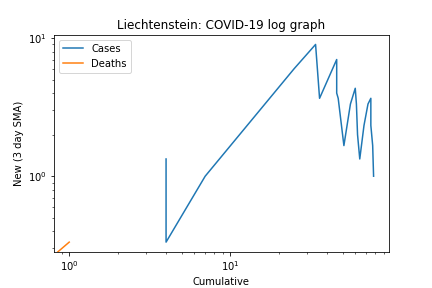 Liechtenstein: COVID-19 log graph
Cases
Deaths
New (3 day SMA)
10¹
10⁰
10⁰
10¹
Cumulative